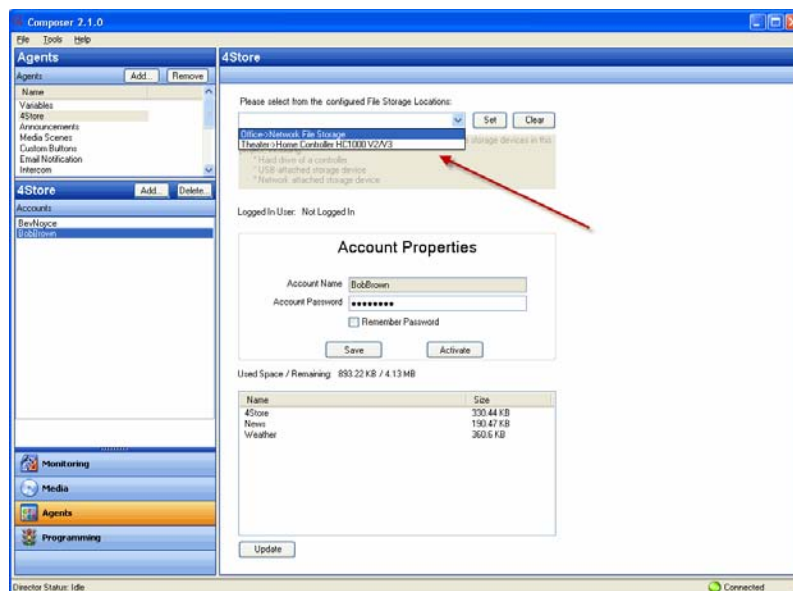 Composer 2.1.0
File Tools Help
Agents
Agents Add... Remove
Name
Variables
4Store
Announcements
Media Scenes
Custom Buttons
Email Notification
Intercom
4Store Add... Delete...
Accounts
BevNoyce
BobBrown
Monitoring
Media
Agents
Programming
4Store
Please select from the configured File Storage Locations:
Set Clear
Office->Network File Storage
Theater->Home Controller HC1000 V2/V3
storage devices in this
*Hard drive of a controller
*USB attached storage device
*Network attached storage device
Logged In User: Not Logged In
Account Properties
Account Name BobBrown
Account Password ••••••••
Remember Password
Save Activate
Used Space / Remaining: 893.22 KB / 4.13 MB
Name Size
4Store 330.44 KB
News 190.47 KB
Weather 360.6 KB
Update
Director Status: Idle Connected